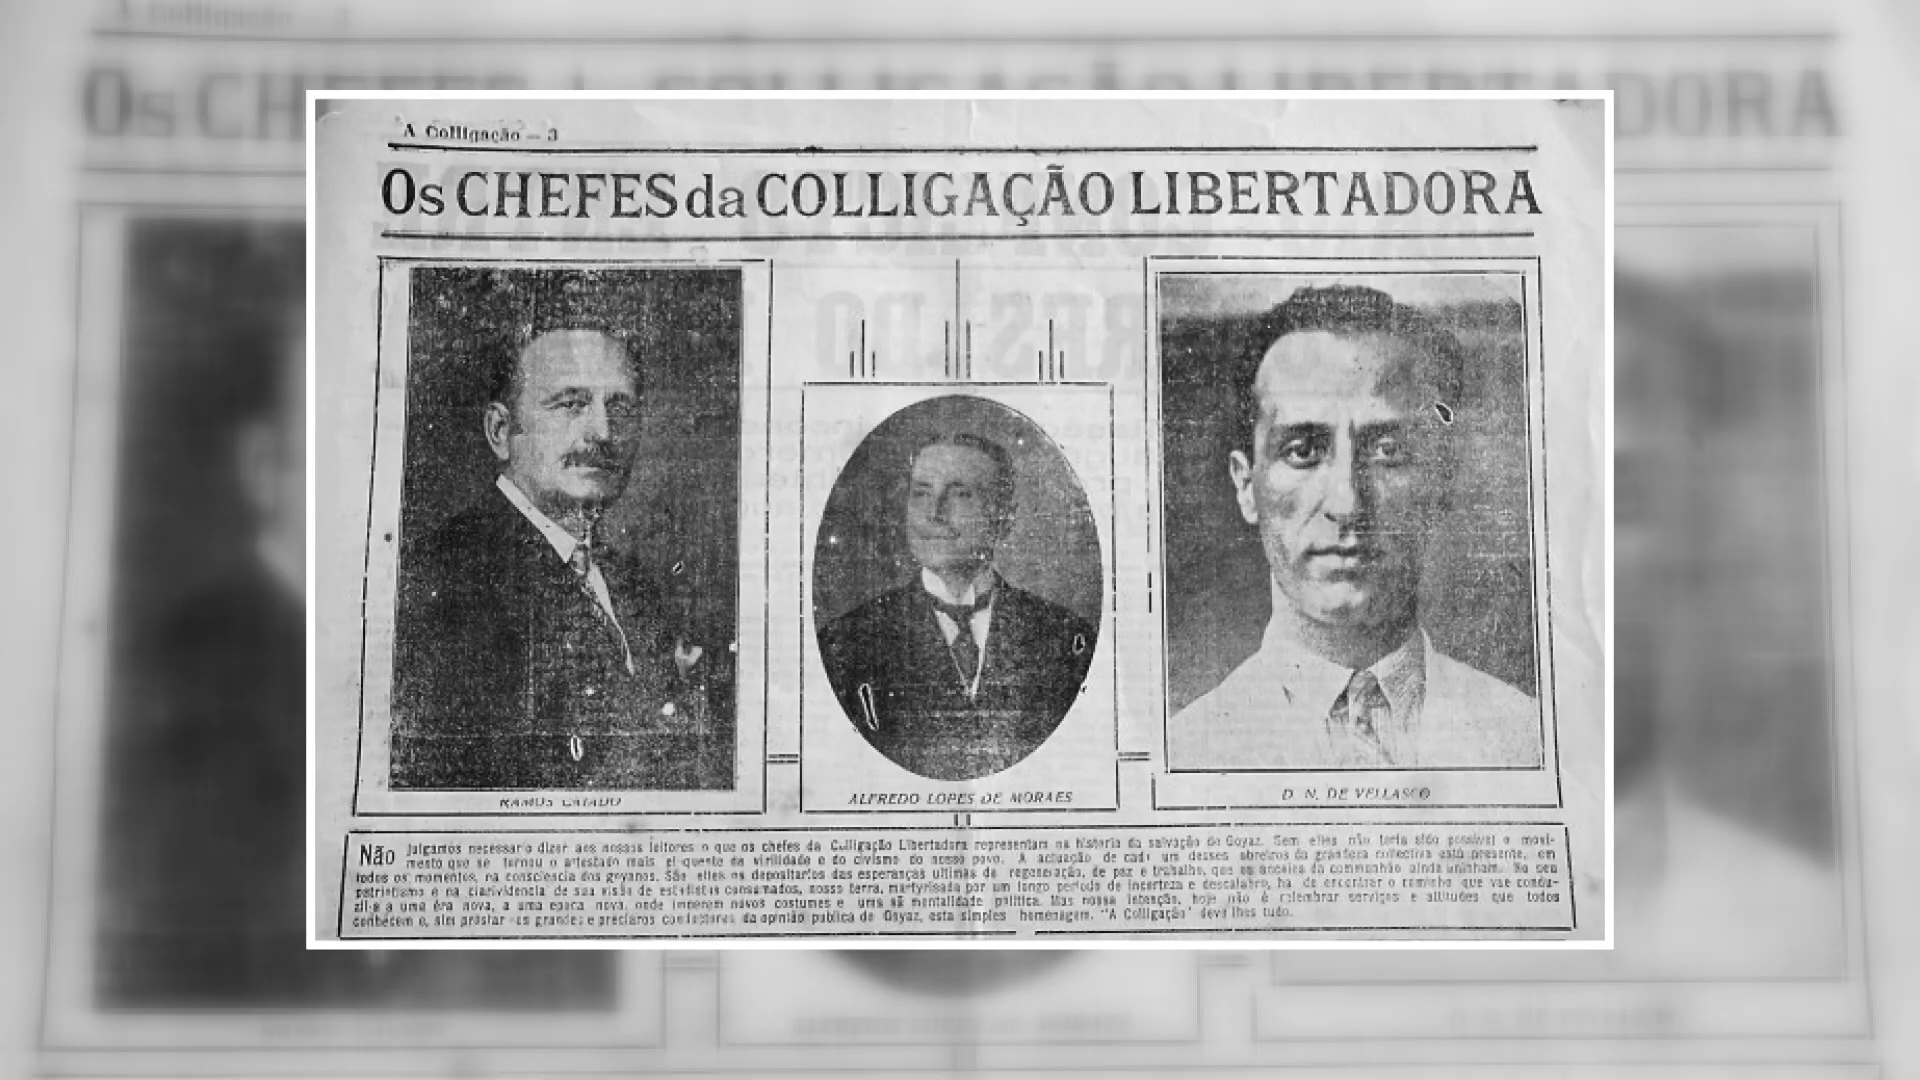 A Colligação — 3
Os CHEFES da COLLIGAÇÃO LIBERTADORA
RAMOS CAIADO
ALFREDO LOPES DE MORAES
D. N. DE VELLASCO
Não julgamos necessario dizer aos nossos leitores o que os chefes da Colligação Libertadora representam na historia da salvação de Goyaz. Sem elles não teria sido possivel o movi-
mento que se tornou o attestado mais eloquente da virilidade e do civismo do nosso povo. A actuação de cada um desses obreiros da grandeza collectiva está presente, em
todos os momentos, na consciencia dos goyanos. São elles os depositarios das esperanças ultimas da regeneração, de paz e trabalho, que os anceios da communhão ainda aninham. No seu
patriotismo e na clarividencia de sua visão de estadistas consumados, nossa terra, martyrisada por um longo periodo de incerteza e descalabro, ha de encontrar o caminho que vae condu-
zil-a a uma éra nova, a uma epoca nova, onde imperem novos costumes e uma sã mentalidade politica. Mas nossa intenção, hoje não é relembrar serviços e attitudes que todos
conhecem e, sim prestar aos grandes e preclaros conductores da opinião publica de Goyaz, esta simples homenagem. "A Colligação" deve lhes tudo.